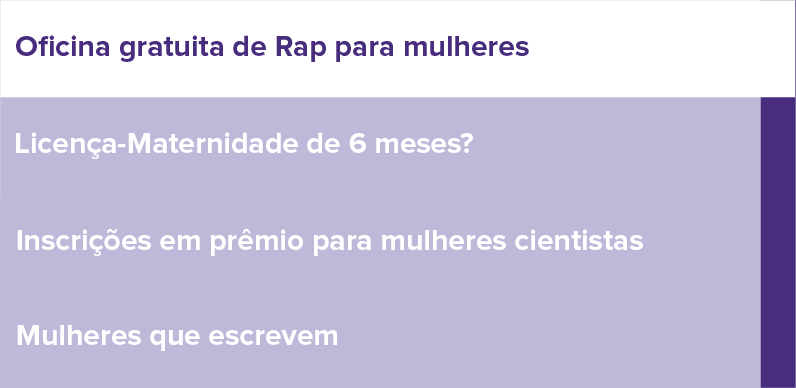 Oficina gratuita de Rap para mulheres
Licença-Maternidade de 6 meses?
Inscrições em prêmio para mulheres cientistas
Mulheres que escrevem